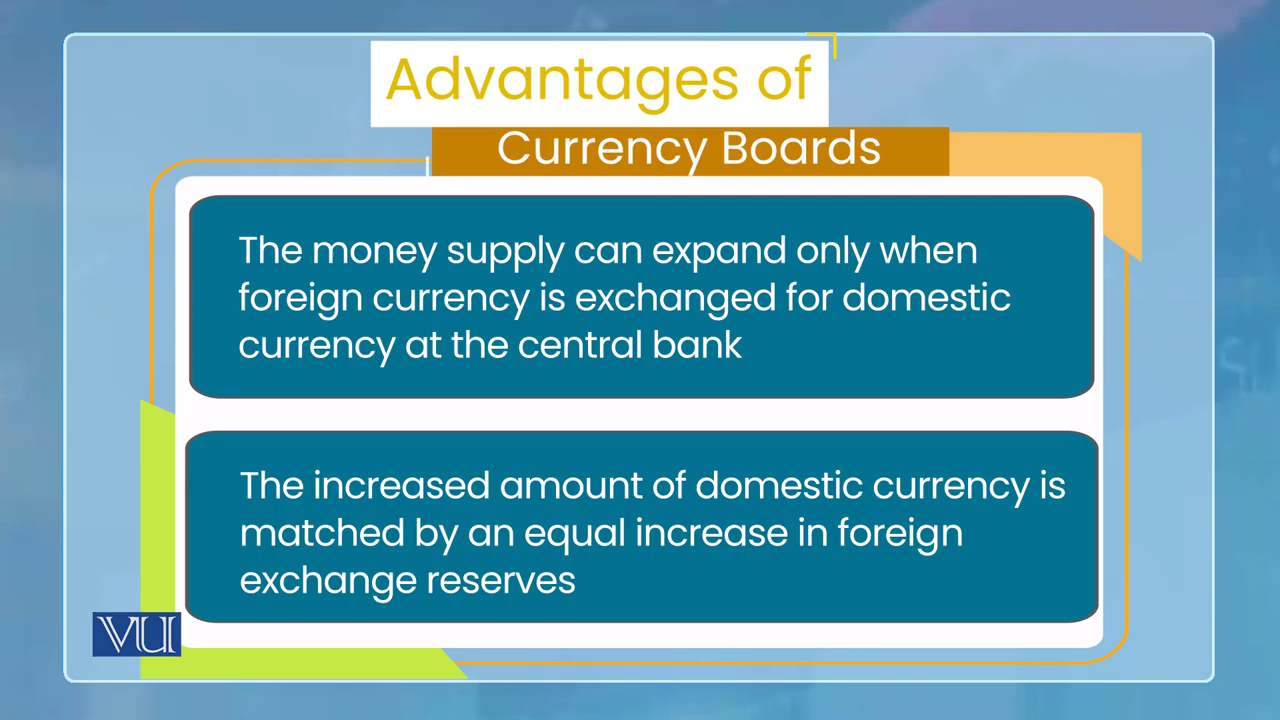 Advantages of
Currency Boards
The money supply can expand only when
foreign currency is exchanged for domestic
currency at the central bank
The increased amount of domestic currency is
matched by an equal increase in foreign
exchange reserves
VU